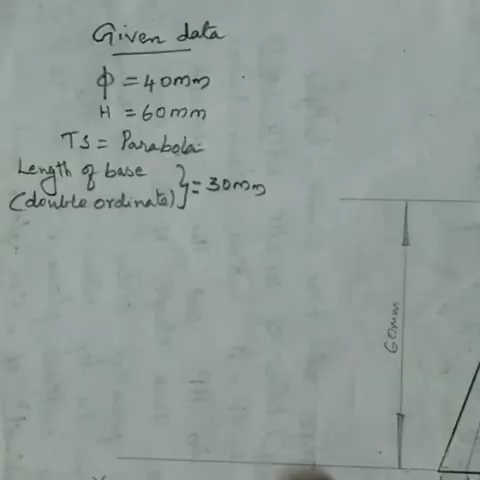 Given data
ϕ = 40mm
H = 60mm
TS = Parabola
Length of base
(double ordinate) } = 30mm
60mm